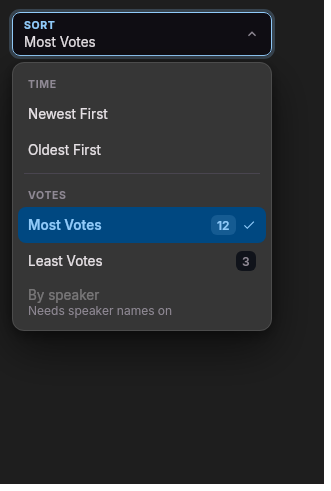 SORT
Most Votes
TIME
Newest First
Oldest First
VOTES
Most Votes 12
Least Votes 3
By speaker
Needs speaker names on